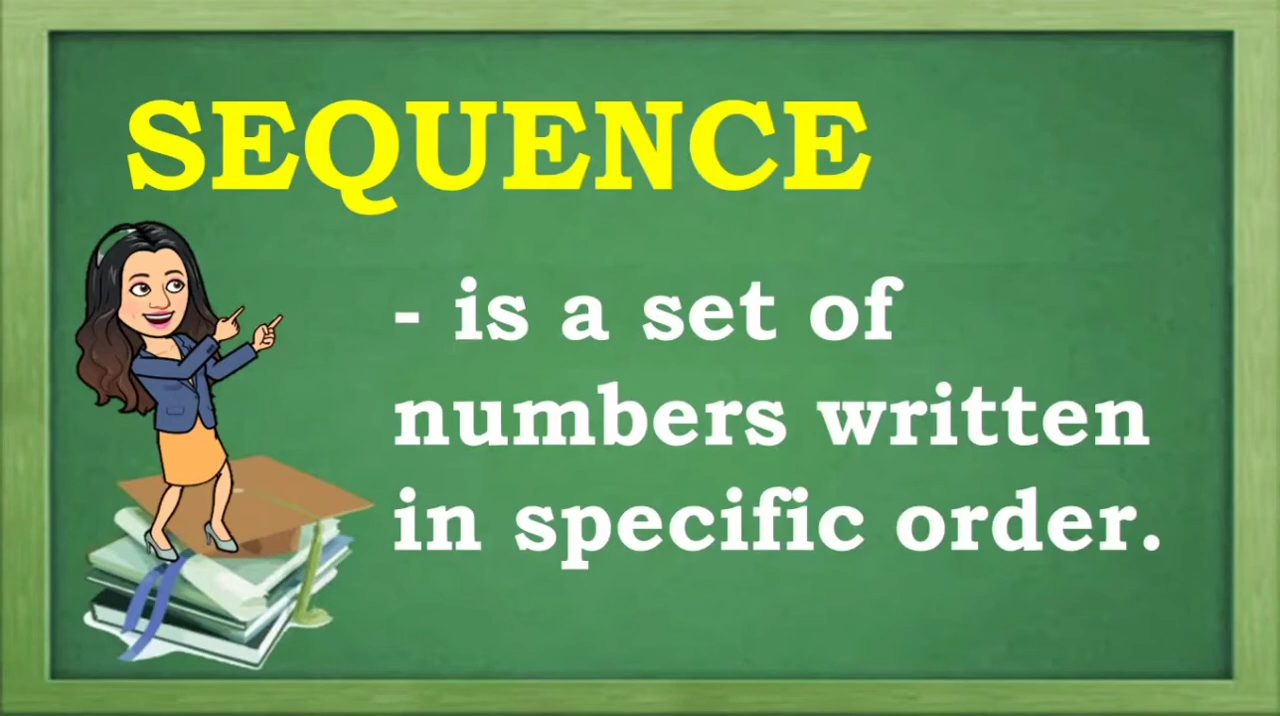 SEQUENCE
- is a set of
numbers written
in specific order.